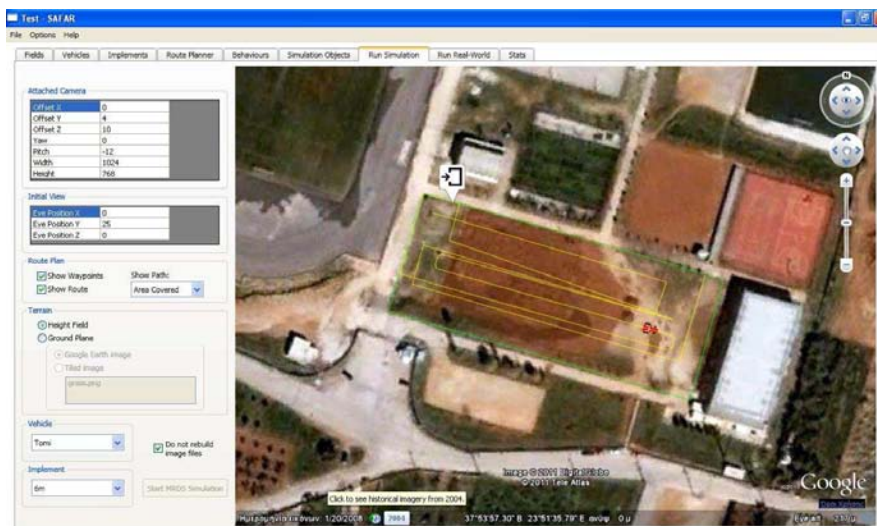 Test - SAFAR
File Options Help
Fields Vehicles Implements Route Planner Behaviours Simulation Objects Run Simulation Run Real-World Stats
Attached Camera
Offset X 0
Offset Y 4
Offset Z 10
Yaw 0
Pitch -12
Width 1024
Height 768
Initial View
Eye Position X 0
Eye Position Y 25
Eye Position Z 0
Route Plan
Show Waypoints Show Path:
Show Route Area Covered
Terrain
Height Field
Ground Plane
Google Earth image
Tiled image
grass.png
Vehicle
Tomi
Do not rebuild image files
Implement
6m Start MRDS Simulation
N
Image © 2011 DigitalGlobe
© 2011 Tele Atlas
Google
Click to see historical imagery from 2004.
1/20/2008 2004 37°53'57.30" B 23°51'35.79" E